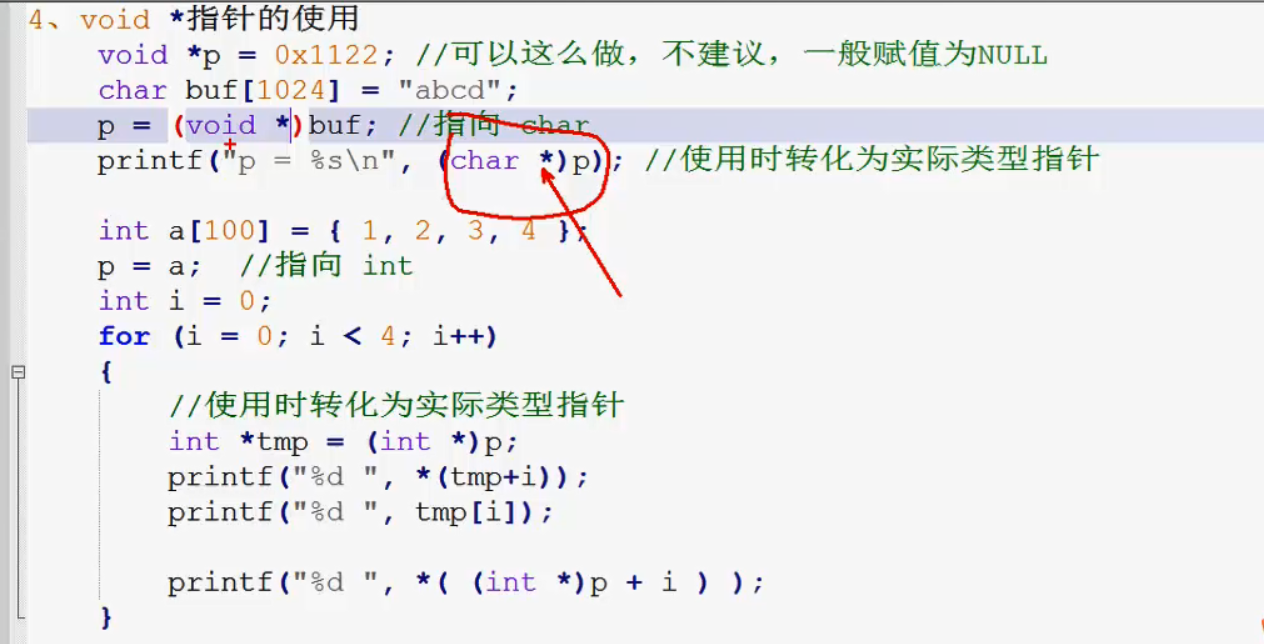 4、void *指针的使用
void *p = 0x1122; //可以这么做，不建议，一般赋值为NULL
char buf[1024] = "abcd";
p = (void *)buf; //指向 char
printf("p = %s\n", (char *)p); //使用时转化为实际类型指针
int a[100] = { 1, 2, 3, 4 };
p = a;  //指向 int
int i = 0;
for (i = 0; i < 4; i++)
{
//使用时转化为实际类型指针
int *tmp = (int *)p;
printf("%d ", *(tmp+i));
printf("%d ", tmp[i]);
printf("%d ", *( (int *)p + i ) );
}